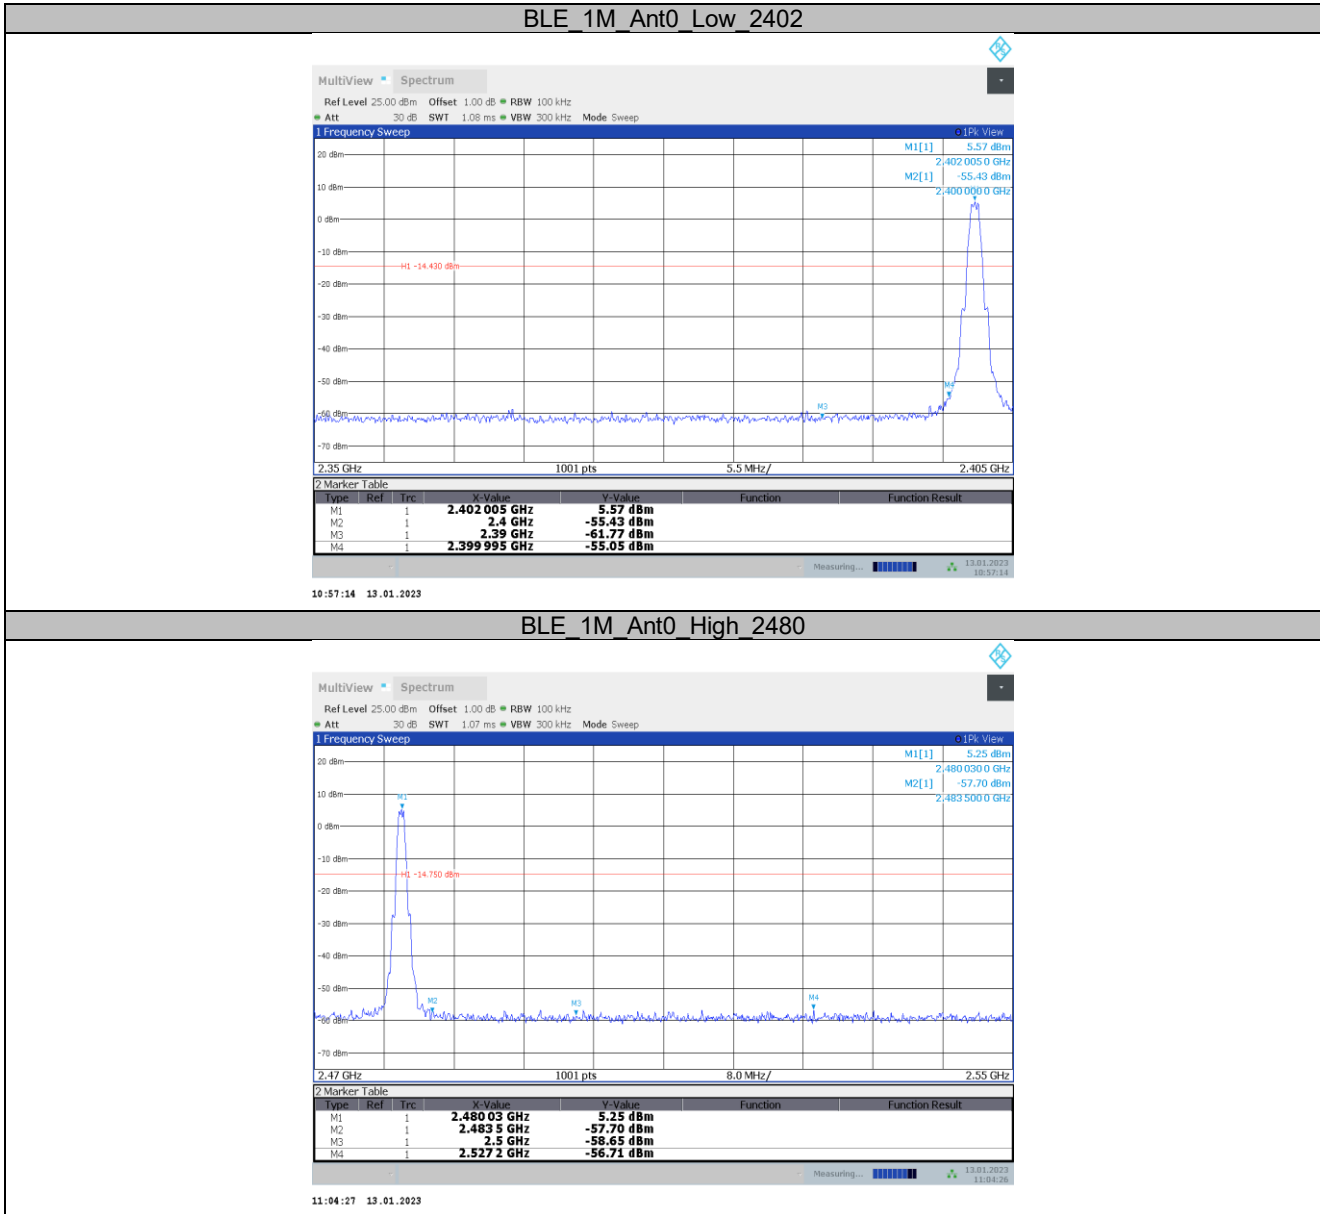 BLE_1M_Ant0_Low_2402
MultiView Spectrum
Ref Level 25.00 dBm Offset 1.00 dB RBW 100 kHz
Att 30 dB SWT 1.08 ms VBW 300 kHz Mode Sweep
1 Frequency Sweep 1Pk View
M1[1] 5.57 dBm
2.402 005 0 GHz
M2[1] -55.43 dBm
2.400 000 0 GHz
20 dBm
10 dBm
0 dBm
-10 dBm
H1 -14.430 dBm
-20 dBm
-30 dBm
-40 dBm
-50 dBm
M4
M3
-60 dBm
-70 dBm
2.35 GHz 1001 pts 5.5 MHz/ 2.405 GHz
2 Marker Table
Type Ref Trc X-Value Y-Value Function Function Result
M1 1 2.402 005 GHz 5.57 dBm
M2 1 2.4 GHz -55.43 dBm
M3 1 2.39 GHz -61.77 dBm
M4 1 2.399 995 GHz -55.05 dBm
Measuring... 13.01.2023
10:57:14
10:57:14 13.01.2023
BLE_1M_Ant0_High_2480
MultiView Spectrum
Ref Level 25.00 dBm Offset 1.00 dB RBW 100 kHz
Att 30 dB SWT 1.07 ms VBW 300 kHz Mode Sweep
1 Frequency Sweep 1Pk View
M1[1] 5.25 dBm
2.480 030 0 GHz
M2[1] -57.70 dBm
2.483 500 0 GHz
20 dBm
10 dBm
M1
0 dBm
-10 dBm
H1 -14.750 dBm
-20 dBm
-30 dBm
-40 dBm
-50 dBm
M2 M3 M4
-60 dBm
-70 dBm
2.47 GHz 1001 pts 8.0 MHz/ 2.55 GHz
2 Marker Table
Type Ref Trc X-Value Y-Value Function Function Result
M1 1 2.480 03 GHz 5.25 dBm
M2 1 2.483 5 GHz -57.70 dBm
M3 1 2.5 GHz -58.65 dBm
M4 1 2.527 2 GHz -56.71 dBm
Measuring... 13.01.2023
11:04:26
11:04:27 13.01.2023